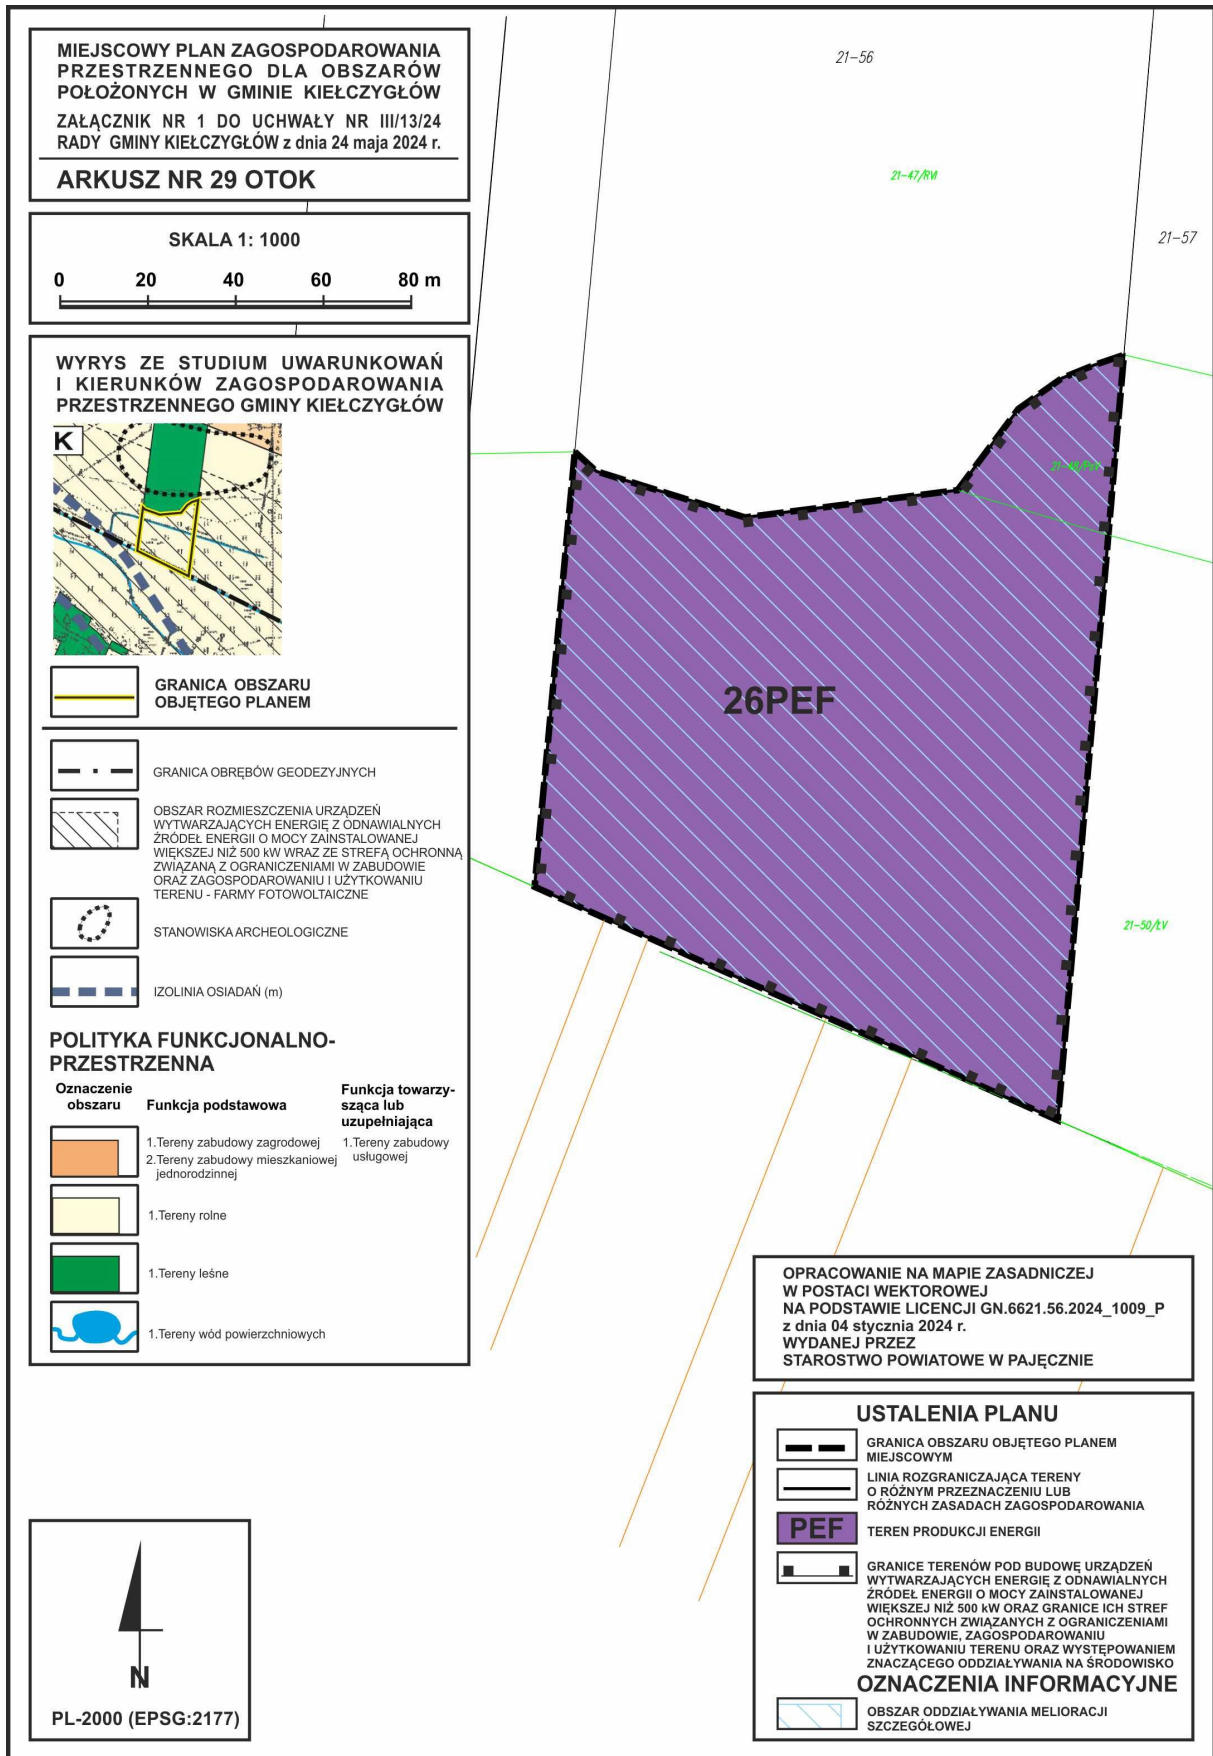 MIEJSCOWY PLAN ZAGOSPODAROWANIA
PRZESTRZENNEGO DLA OBSZARÓW
POŁOŻONYCH W GMINIE KIEŁCZYGŁÓW
ZAŁĄCZNIK NR 1 DO UCHWAŁY NR III/13/24
RADY GMINY KIEŁCZYGŁÓW z dnia 24 maja 2024 r.
ARKUSZ NR 29 OTOK
SKALA 1: 1000
0 20 40 60 80 m
WYRYS ZE STUDIUM UWARUNKOWAŃ
I KIERUNKÓW ZAGOSPODAROWANIA
PRZESTRZENNEGO GMINY KIEŁCZYGŁÓW
K
GRANICA OBSZARU
OBJĘTEGO PLANEM
GRANICA OBRĘBÓW GEODEZYJNYCH
OBSZAR ROZMIESZCZENIA URZĄDZEŃ
WYTWARZAJĄCYCH ENERGIĘ Z ODNAWIALNYCH
ŹRÓDEŁ ENERGII O MOCY ZAINSTALOWANEJ
WIĘKSZEJ NIŻ 500 kW WRAZ ZE STREFĄ OCHRONNĄ
ZWIĄZANĄ Z OGRANICZENIAMI W ZABUDOWIE
ORAZ ZAGOSPODAROWANIU I UŻYTKOWANIU
TERENU - FARMY FOTOWOLTAICZNE
STANOWISKA ARCHEOLOGICZNE
IZOLINIA OSIADAŃ (m)
POLITYKA FUNKCJONALNO-
PRZESTRZENNA
Oznaczenie
obszaru
Funkcja podstawowa
Funkcja towarzy-
sząca lub
uzupełniająca
1.Tereny zabudowy zagrodowej
2.Tereny zabudowy mieszkaniowej
jednorodzinnej
1.Tereny zabudowy
usługowej
1.Tereny rolne
1.Tereny leśne
1.Tereny wód powierzchniowych
N
PL-2000 (EPSG:2177)
21-56
21-47/RVI
21-57
21-48/PsV
26PEF
21-50/ŁV
OPRACOWANIE NA MAPIE ZASADNICZEJ
W POSTACI WEKTOROWEJ
NA PODSTAWIE LICENCJI GN.6621.56.2024_1009_P
z dnia 04 stycznia 2024 r.
WYDANEJ PRZEZ
STAROSTWO POWIATOWE W PAJĘCZNIE
USTALENIA PLANU
GRANICA OBSZARU OBJĘTEGO PLANEM
MIEJSCOWYM
LINIA ROZGRANICZAJĄCA TERENY
O RÓŻNYM PRZEZNACZENIU LUB
RÓŻNYCH ZASADACH ZAGOSPODAROWANIA
PEF
TEREN PRODUKCJI ENERGII
GRANICE TERENÓW POD BUDOWĘ URZĄDZEŃ
WYTWARZAJĄCYCH ENERGIĘ Z ODNAWIALNYCH
ŹRÓDEŁ ENERGII O MOCY ZAINSTALOWANEJ
WIĘKSZEJ NIŻ 500 kW ORAZ GRANICE ICH STREF
OCHRONNYCH ZWIĄZANYCH Z OGRANICZENIAMI
W ZABUDOWIE, ZAGOSPODAROWANIU
I UŻYTKOWANIU TERENU ORAZ WYSTĘPOWANIEM
ZNACZĄCEGO ODDZIAŁYWANIA NA ŚRODOWISKO
OZNACZENIA INFORMACYJNE
OBSZAR ODDZIAŁYWANIA MELIORACJI
SZCZEGÓŁOWEJ